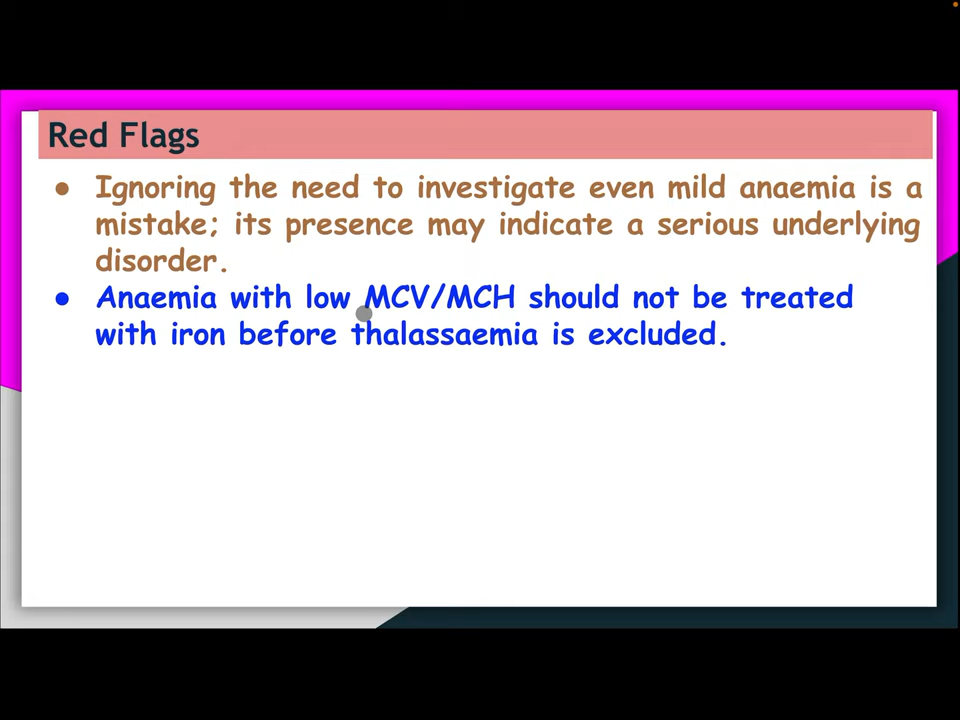 Red Flags
● Ignoring the need to investigate even mild anaemia is a
mistake; its presence may indicate a serious underlying
disorder.
● Anaemia with low MCV/MCH should not be treated
with iron before thalassaemia is excluded.